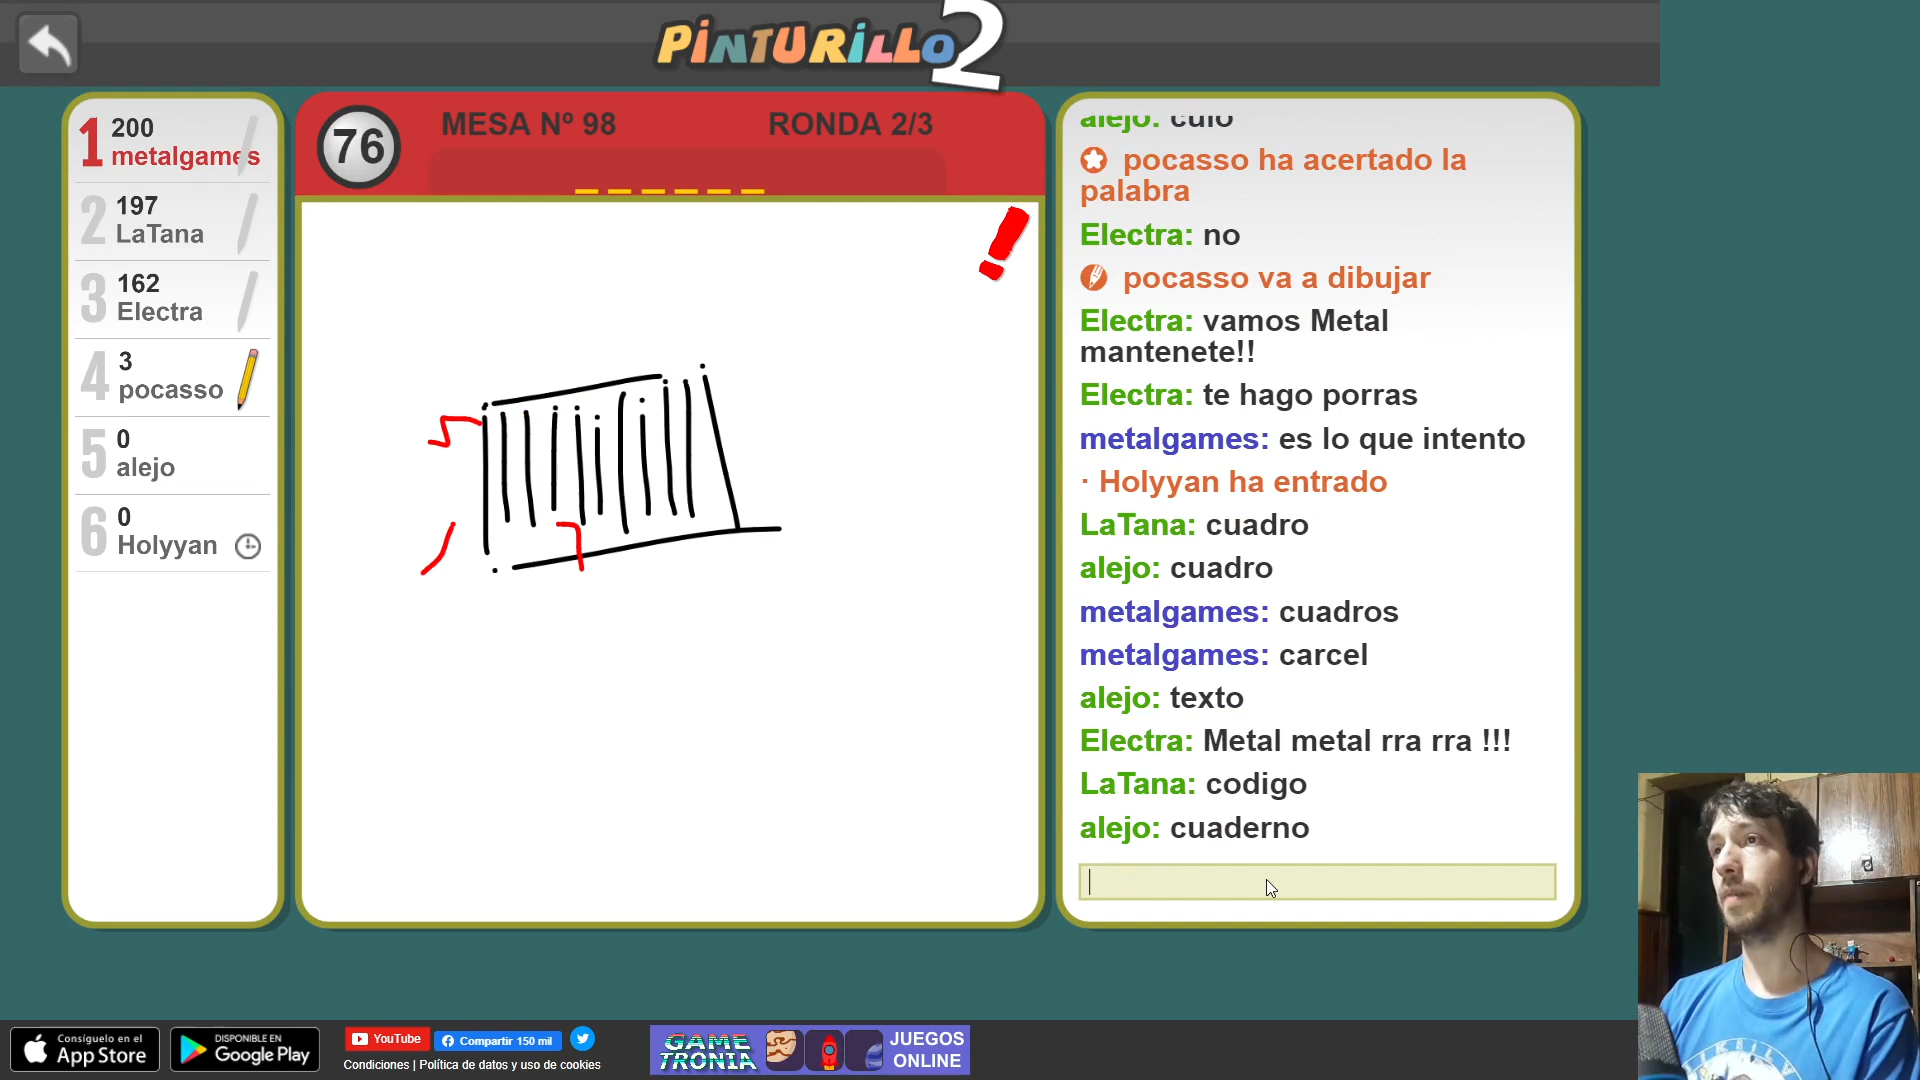 PINTURILLO 2
1 200 metalgames
2 197 LaTana
3 162 Electra
4 3 pocasso
5 0 alejo
6 0 Holyyan
76
MESA Nº 98
RONDA 2/3
_ _ _ _ _ _
alejo: culo
pocasso ha acertado la
palabra
Electra: no
pocasso va a dibujar
Electra: vamos Metal
mantenete!!
Electra: te hago porras
metalgames: es lo que intento
· Holyyan ha entrado
LaTana: cuadro
alejo: cuadro
metalgames: cuadros
metalgames: carcel
alejo: texto
Electra: Metal metal rra rra !!!
LaTana: codigo
alejo: cuaderno
Consíguelo en el
App Store
DISPONIBLE EN
Google Play
YouTube
Compartir 150 mil
Condiciones | Política de datos y uso de cookies
GAME
TRONIA
JUEGOS
ONLINE